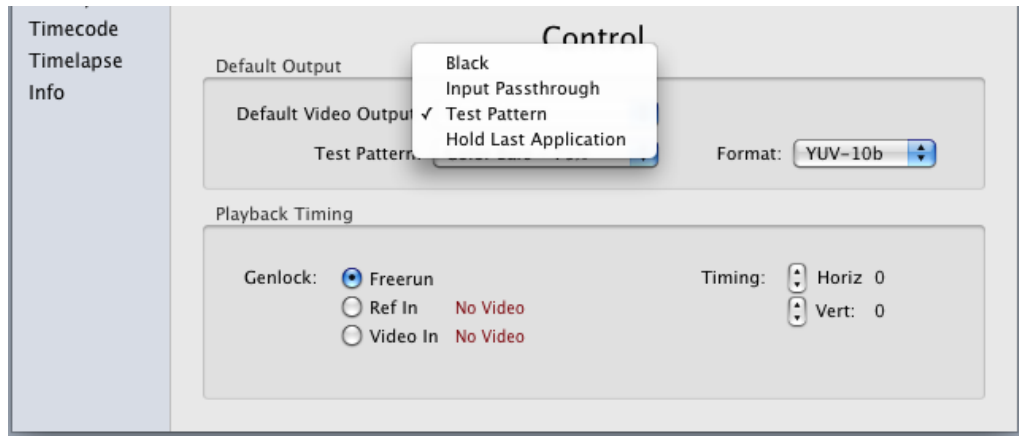 Timecode
Timelapse
Info
Control
Default Output
Default Video Output
Black
Input Passthrough
✓ Test Pattern
Hold Last Application
Test Pattern:
Format: YUV-10b
Playback Timing
Genlock:
Freerun
Ref In No Video
Video In No Video
Timing: Horiz 0
Vert: 0